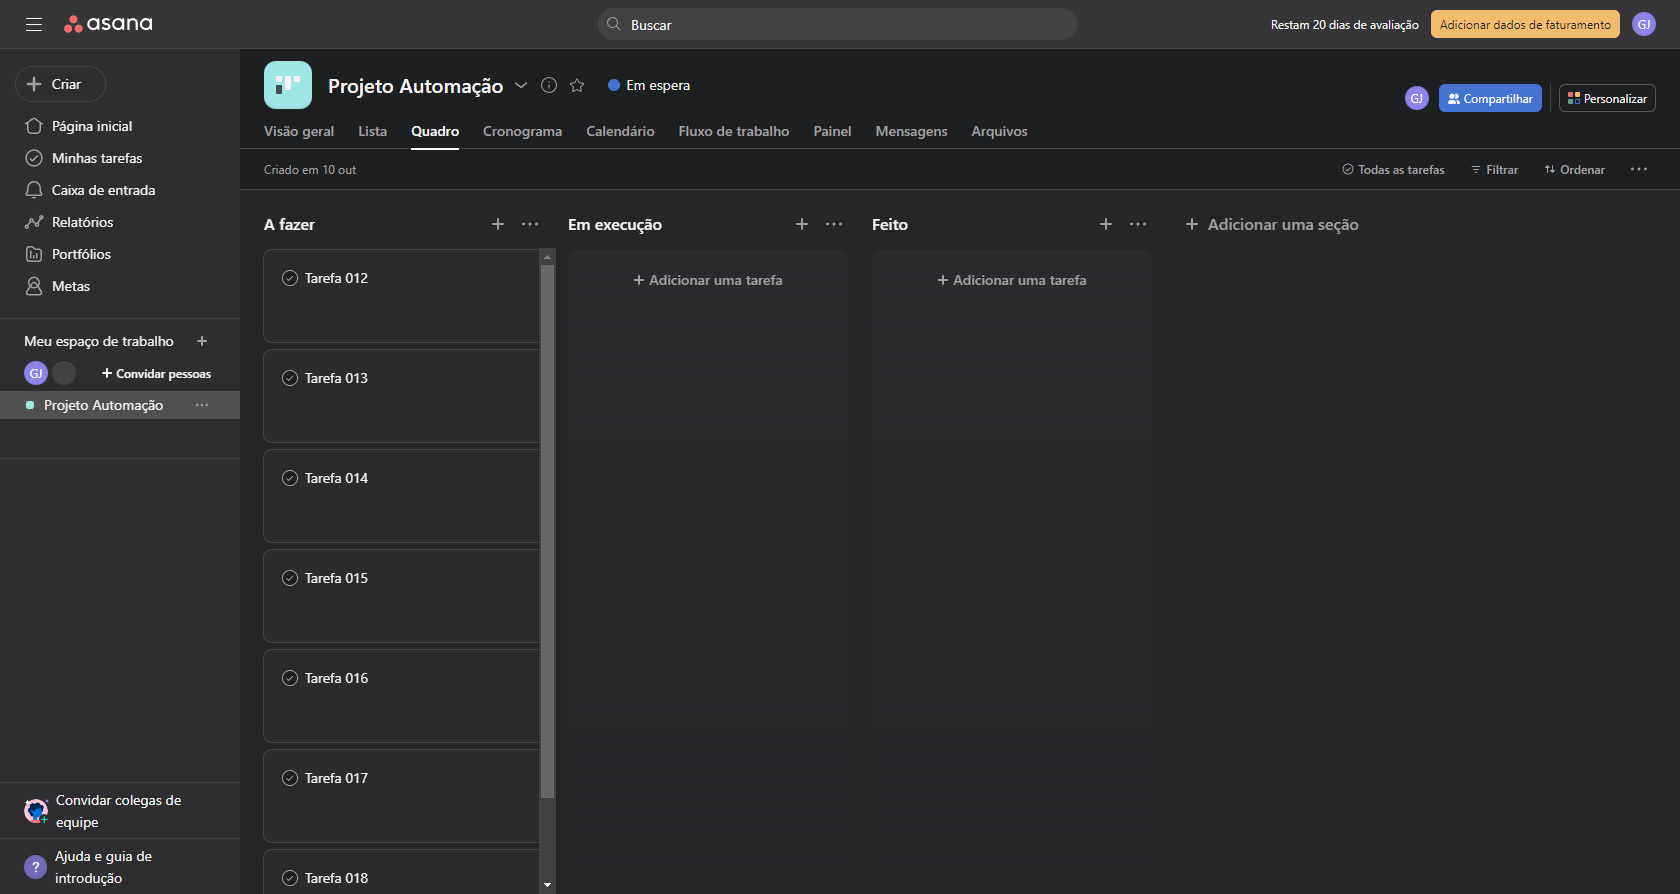 asana
Buscar
Restam 20 dias de avaliação
Adicionar dados de faturamento
GJ
Criar
Página inicial
Minhas tarefas
Caixa de entrada
Relatórios
Portfólios
Metas
Meu espaço de trabalho
GJ
Convidar pessoas
Projeto Automação
Convidar colegas de
equipe
?
Ajuda e guia de
introdução
Projeto Automação
Em espera
GJ
Compartilhar
Personalizar
Visão geral
Lista
Quadro
Cronograma
Calendário
Fluxo de trabalho
Painel
Mensagens
Arquivos
Criado em 10 out
Todas as tarefas
Filtrar
Ordenar
A fazer
Tarefa 012
Tarefa 013
Tarefa 014
Tarefa 015
Tarefa 016
Tarefa 017
Tarefa 018
Em execução
+ Adicionar uma tarefa
Feito
+ Adicionar uma tarefa
+ Adicionar uma seção